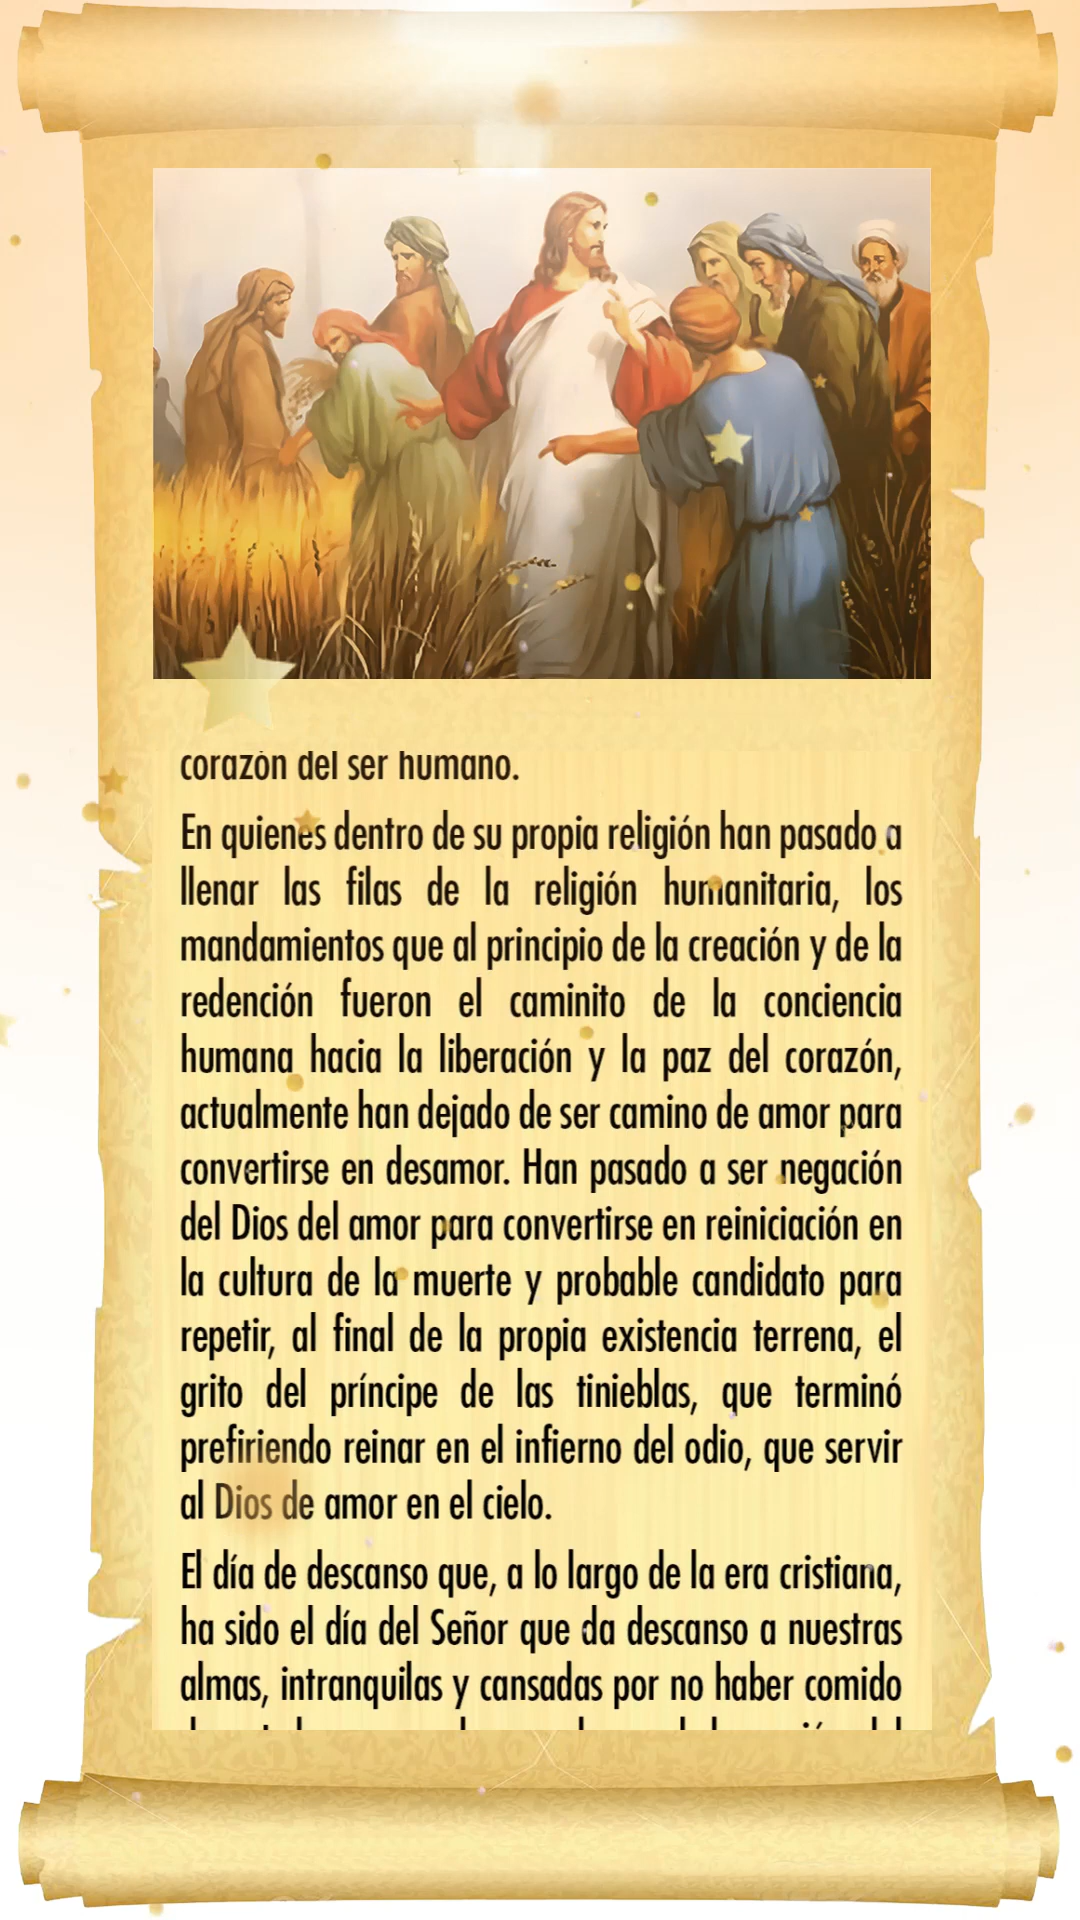 corazón del ser humano.
En quienes dentro de su propia religión han pasado a
llenar las filas de la religión humanitaria, los
mandamientos que al principio de la creación y de la
redención fueron el caminito de la conciencia
humana hacia la liberación y la paz del corazón,
actualmente han dejado de ser camino de amor para
convertirse en desamor. Han pasado a ser negación
del Dios del amor para convertirse en reiniciación en
la cultura de la muerte y probable candidato para
repetir, al final de la propia existencia terrena, el
grito del príncipe de las tinieblas, que terminó
prefiriendo reinar en el infierno del odio, que servir
al Dios de amor en el cielo.
El día de descanso que, a lo largo de la era cristiana,
ha sido el día del Señor que da descanso a nuestras
almas, intranquilas y cansadas por no haber comido